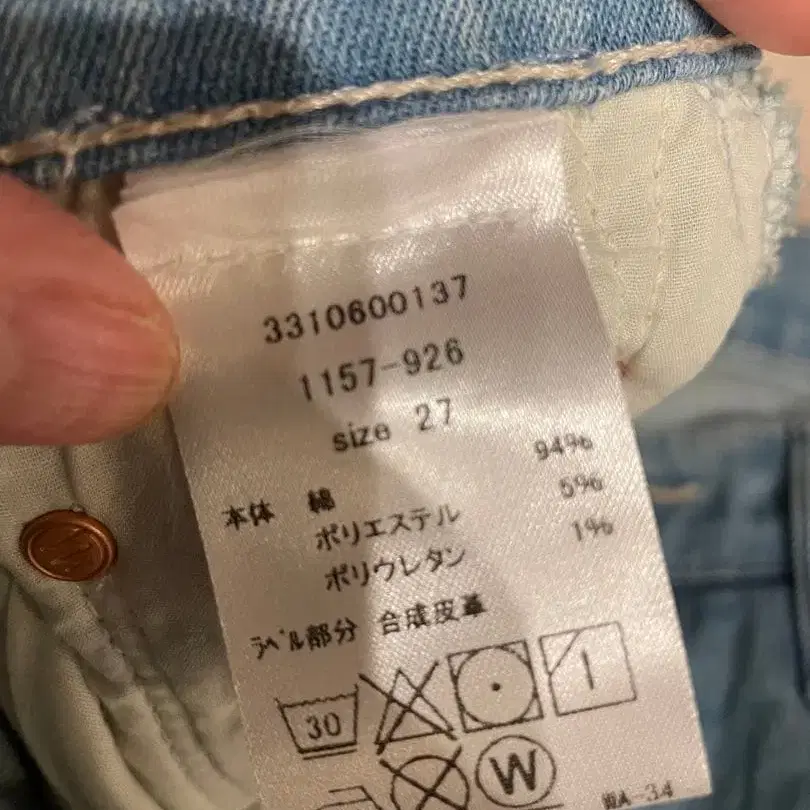 3310600137
1157-926
size 27
本体 綿 94%
ポリエステル 5%
ポリウレタン 1%
ラベル部分 合成皮革
30
W